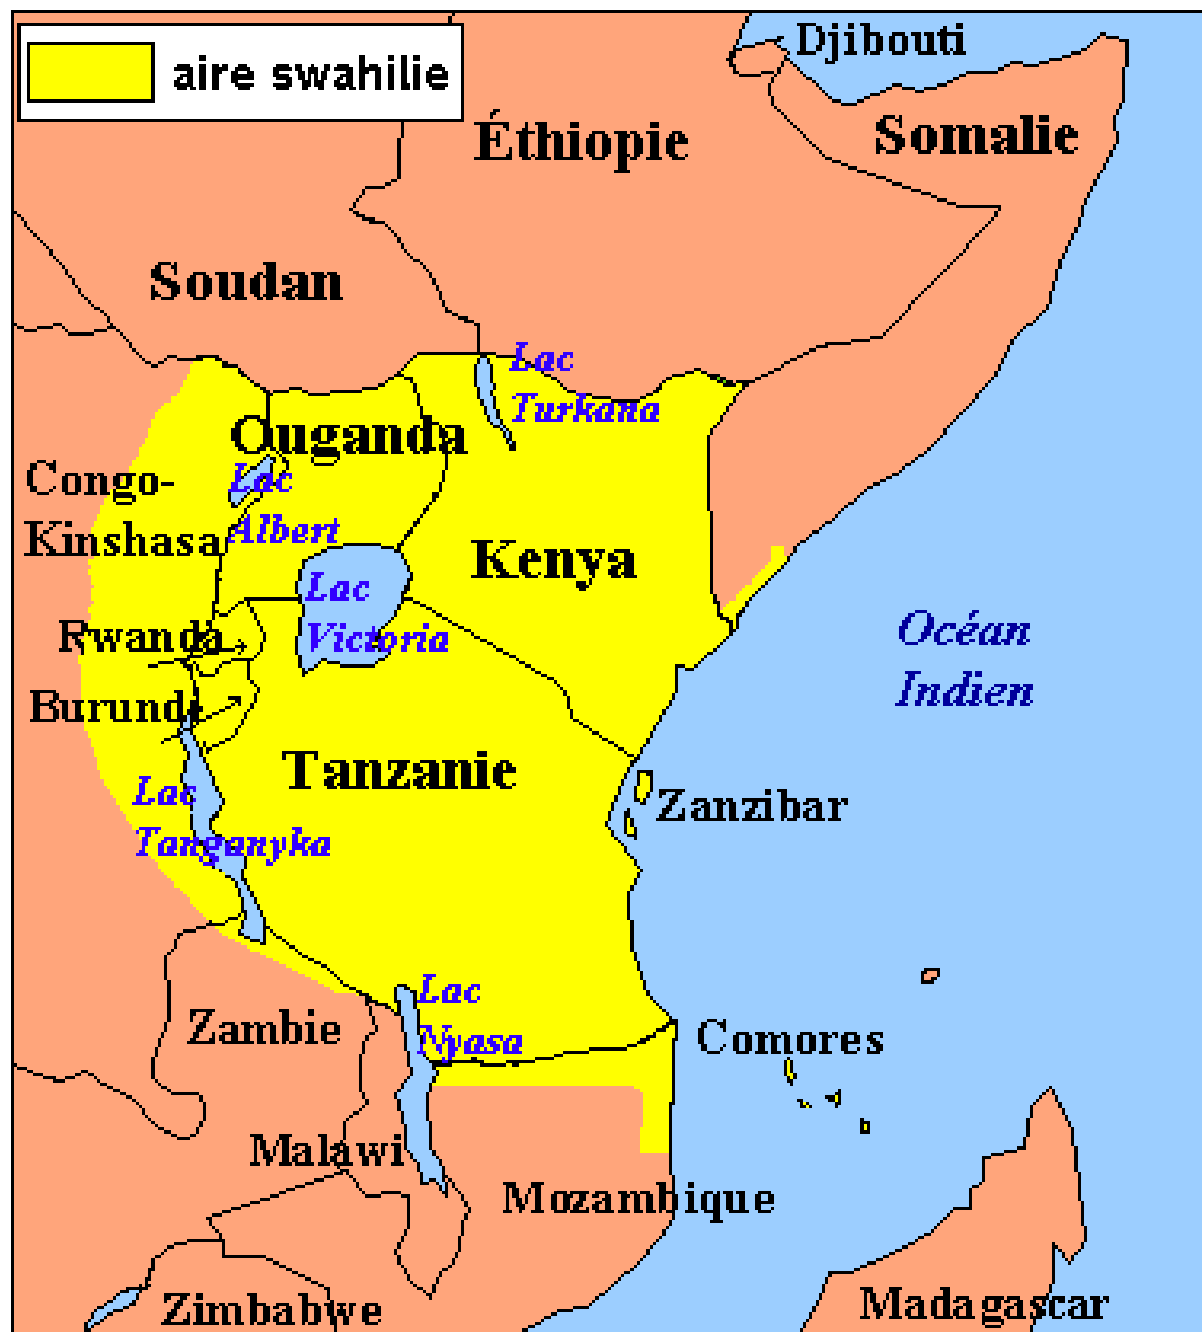 aire swahilie
Djibouti
Éthiopie
Somalie
Soudan
Lac
Turkana
Ouganda
Congo-
Kinshasa
Lac
Albert
Kenya
Lac
Victoria
Rwanda
Burundi
Océan
Indien
Tanzanie
Lac
Tanganyka
Zanzibar
Lac
Nyasa
Zambie
Comores
Malawi
Mozambique
Zimbabwe
Madagascar